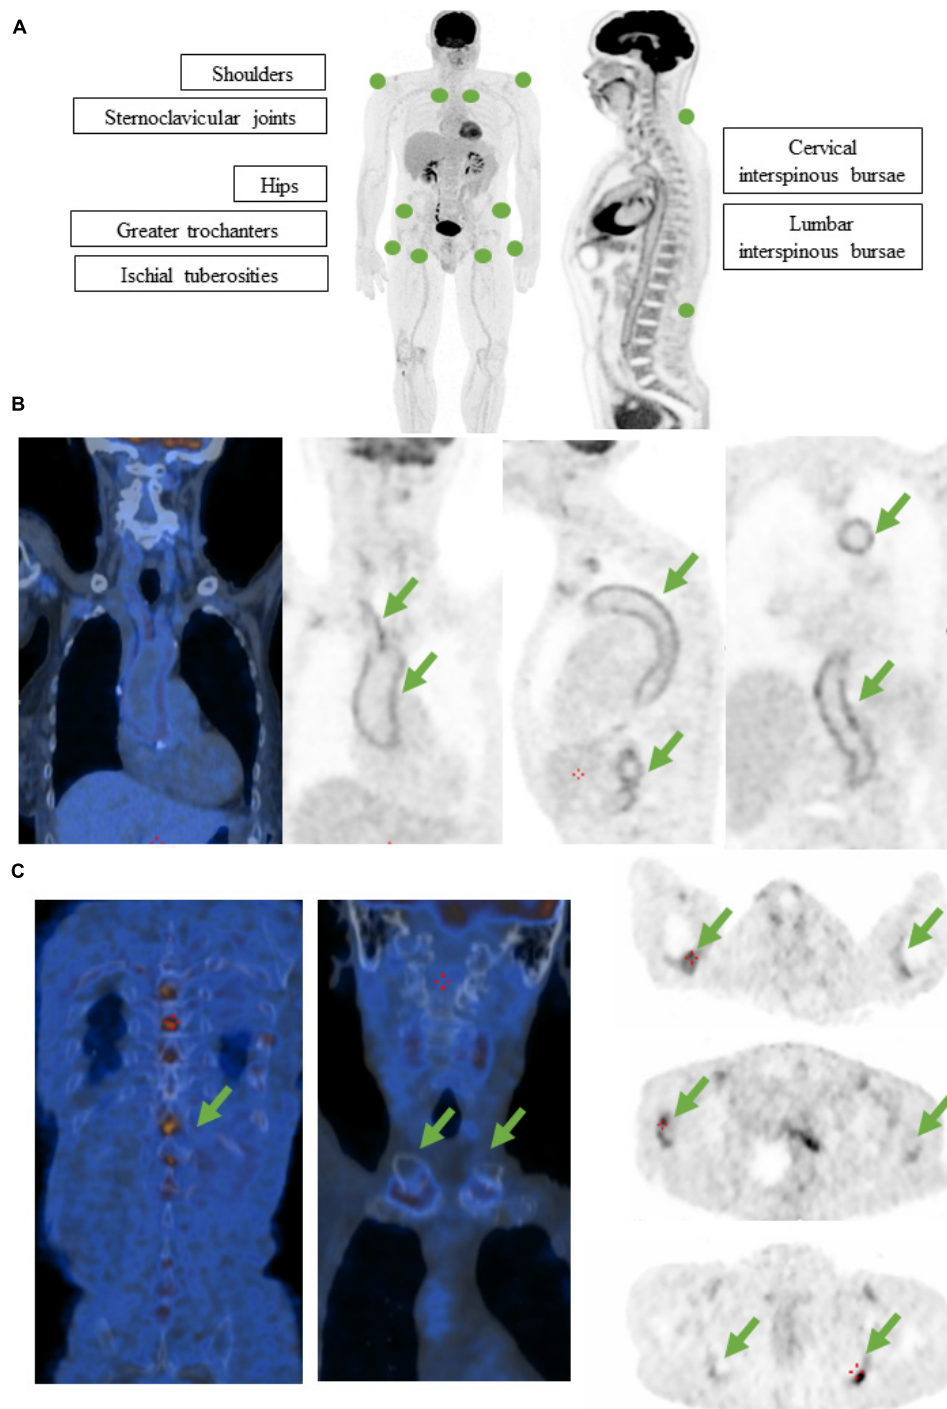 A
Shoulders
Sternoclavicular joints
Hips
Greater trochanters
Ischial tuberosities
Cervical
interspinous bursae
Lumbar
interspinous bursae
B
C